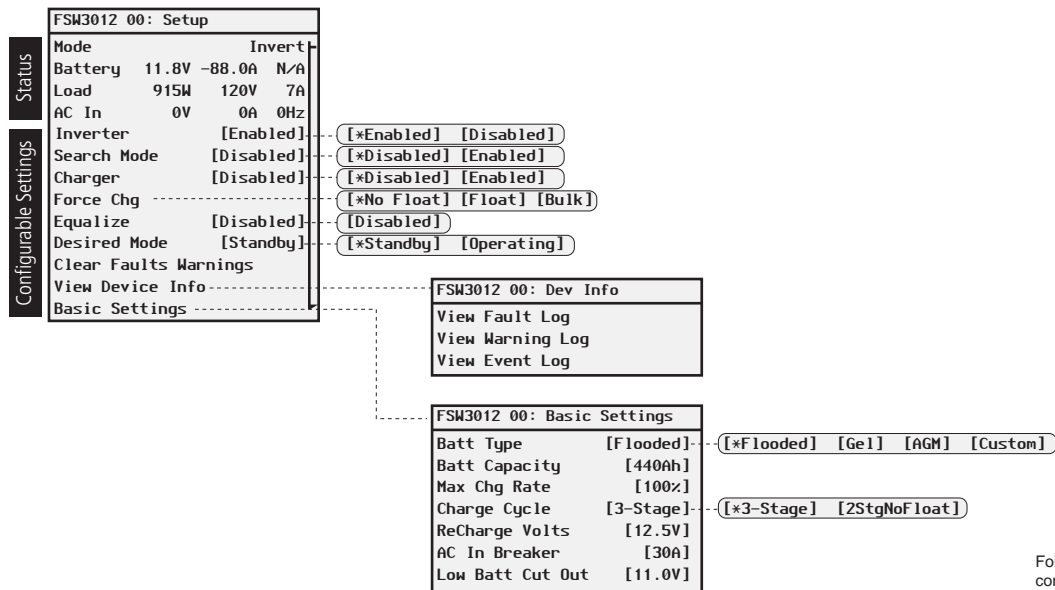 FSW3012 00: Setup
Status
Mode Invert
Battery 11.8V -88.0A N/A
Load 915W 120V 7A
AC In 0V 0A 0Hz
Configurable Settings
Inverter [Enabled] [*Enabled] [Disabled]
Search Mode [Disabled] [*Disabled] [Enabled]
Charger [Disabled] [*Disabled] [Enabled]
Force Chg [*No Float] [Float] [Bulk]
Equalize [Disabled] [Disabled]
Desired Mode [Standby] [*Standby] [Operating]
Clear Faults Warnings
View Device Info
Basic Settings
FSW3012 00: Dev Info
View Fault Log
View Warning Log
View Event Log
FSW3012 00: Basic Settings
Batt Type [Flooded] [*Flooded] [Gel] [AGM] [Custom]
Batt Capacity [440Ah]
Max Chg Rate [100%]
Charge Cycle [3-Stage] [*3-Stage] [2StgNoFloat]
ReCharge Volts [12.5V]
AC In Breaker [30A]
Low Batt Cut Out [11.0V]